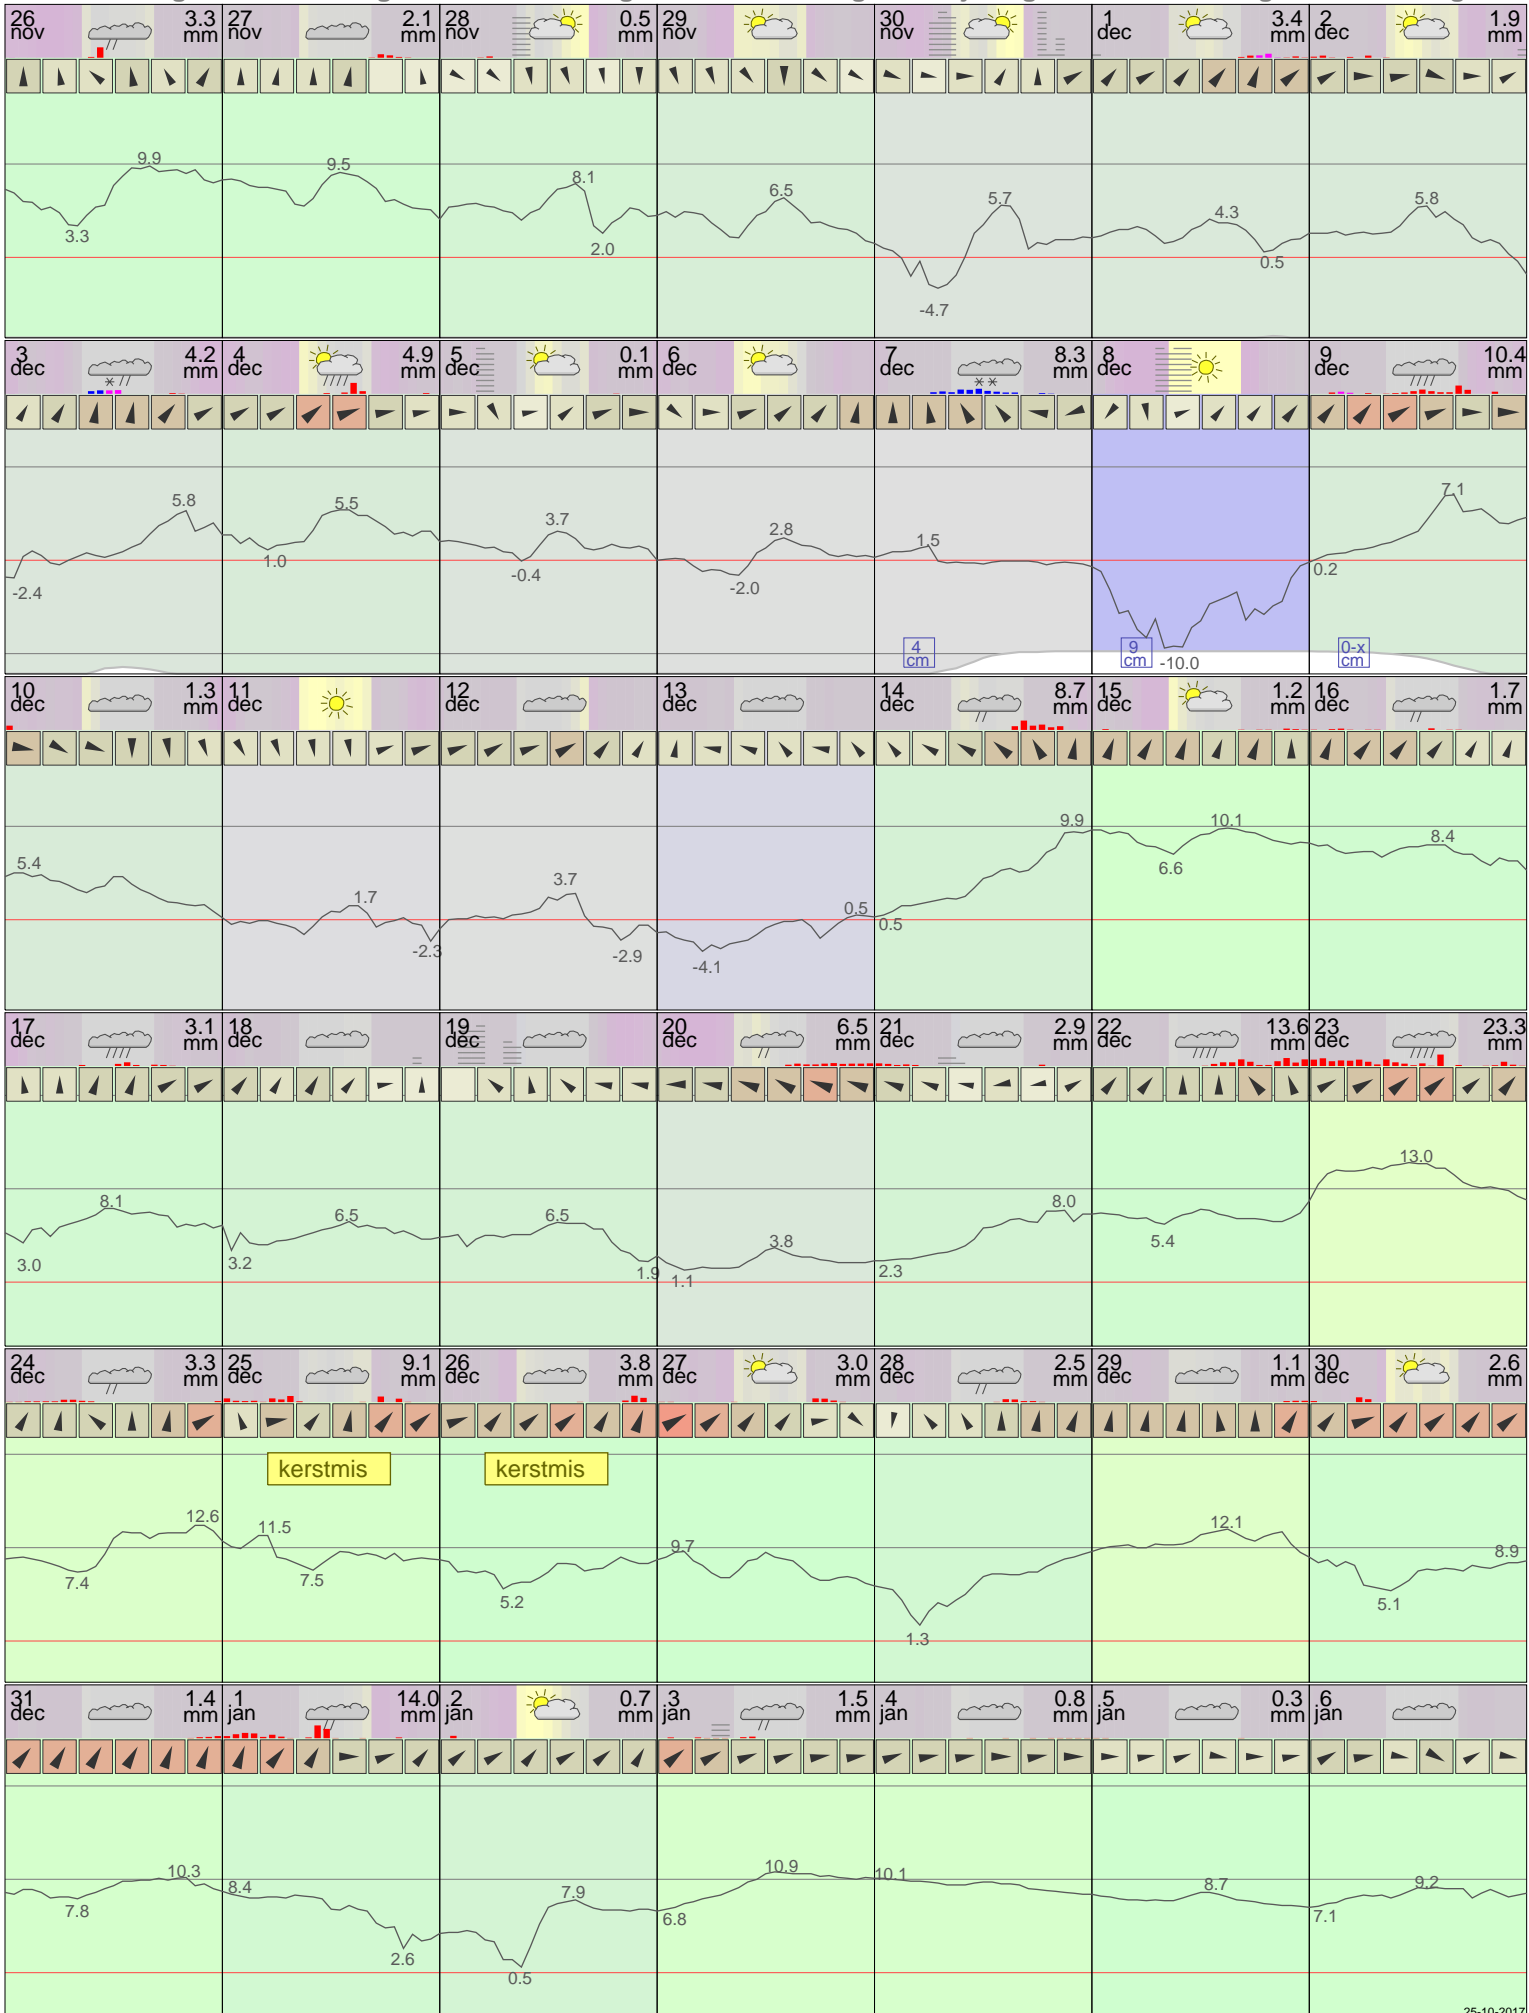 26 nov 3.3 mm
27 nov 2.1 mm
28 nov 0.5 mm
29 nov
30 nov
1 dec 3.4 mm
2 dec 1.9 mm
3.3 9.9
9.5
8.1 2.0
6.5
-4.7 5.7
4.3 0.5
5.8
3 dec 4.2 mm
4 dec 4.9 mm
5 dec 0.1 mm
6 dec
7 dec 8.3 mm
8 dec
9 dec 10.4 mm
-2.4 5.8
1.0 5.5
-0.4 3.7
-2.0 2.8
1.5
4 cm
9 cm
-10.0
0.2 7.1
0-x cm
10 dec 1.3 mm
11 dec
12 dec
13 dec
14 dec 8.7 mm
15 dec 1.2 mm
16 dec 1.7 mm
5.4
1.7 -2.3
3.7 -2.9
-4.1 0.5
0.5 9.9
6.6 10.1
8.4
17 dec 3.1 mm
18 dec
19 dec
20 dec 6.5 mm
21 dec 2.9 mm
22 dec 13.6 mm
23 dec 23.3 mm
3.0 8.1
3.2 6.5
6.5 1.9
1.1 3.8
2.3 8.0
5.4
13.0
24 dec 3.3 mm
25 dec 9.1 mm
26 dec 3.8 mm
27 dec 3.0 mm
28 dec 2.5 mm
29 dec 1.1 mm
30 dec 2.6 mm
kerstmis
kerstmis
7.4 12.6
11.5 7.5
5.2
9.7
1.3
12.1
5.1 8.9
31 dec 1.4 mm
1 jan 14.0 mm
2 jan 0.7 mm
3 jan 1.5 mm
4 jan 0.8 mm
5 jan 0.3 mm
6 jan
7.8 10.3
8.4 2.6
0.5 7.9
6.8 10.9
10.1
8.7
7.1 9.2
25-10-2017